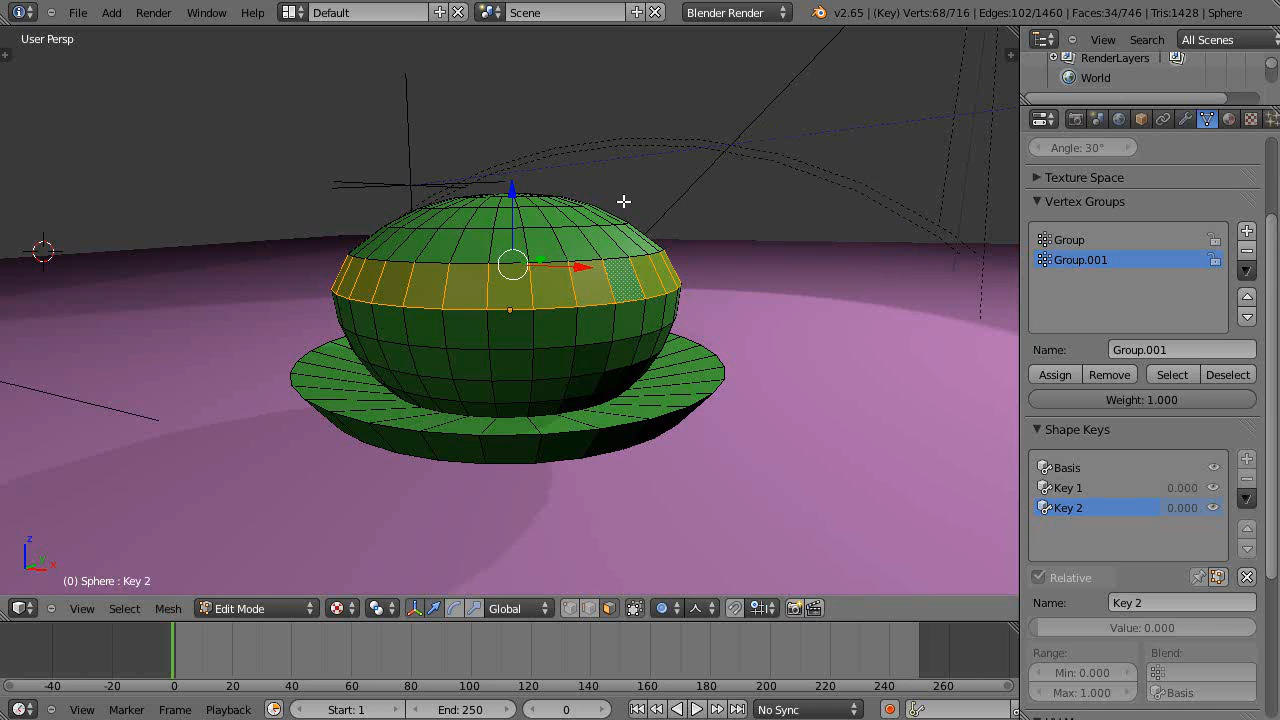 File Add Render Window Help Default Scene Blender Render v2.65 | (Key) Verts:68/716 | Edges:102/1460 | Faces:34/746 | Tris:1428 | Sphere
User Persp
View Search All Scenes
RenderLayers
World
Angle: 30°
Texture Space
Vertex Groups
Group
Group.001
Name: Group.001
Assign Remove Select Deselect
Weight: 1.000
Shape Keys
Basis
Key 1 0.000
Key 2 0.000
Relative
Name: Key 2
Value: 0.000
Range: Blend:
Min: 0.000
Max: 1.000 Basis
z
y
x
(0) Sphere : Key 2
View Select Mesh Edit Mode Global
-40 -20 0 20 40 60 80 100 120 140 160 180 200 220 240 260
View Marker Frame Playback Start: 1 End: 250 0 No Sync